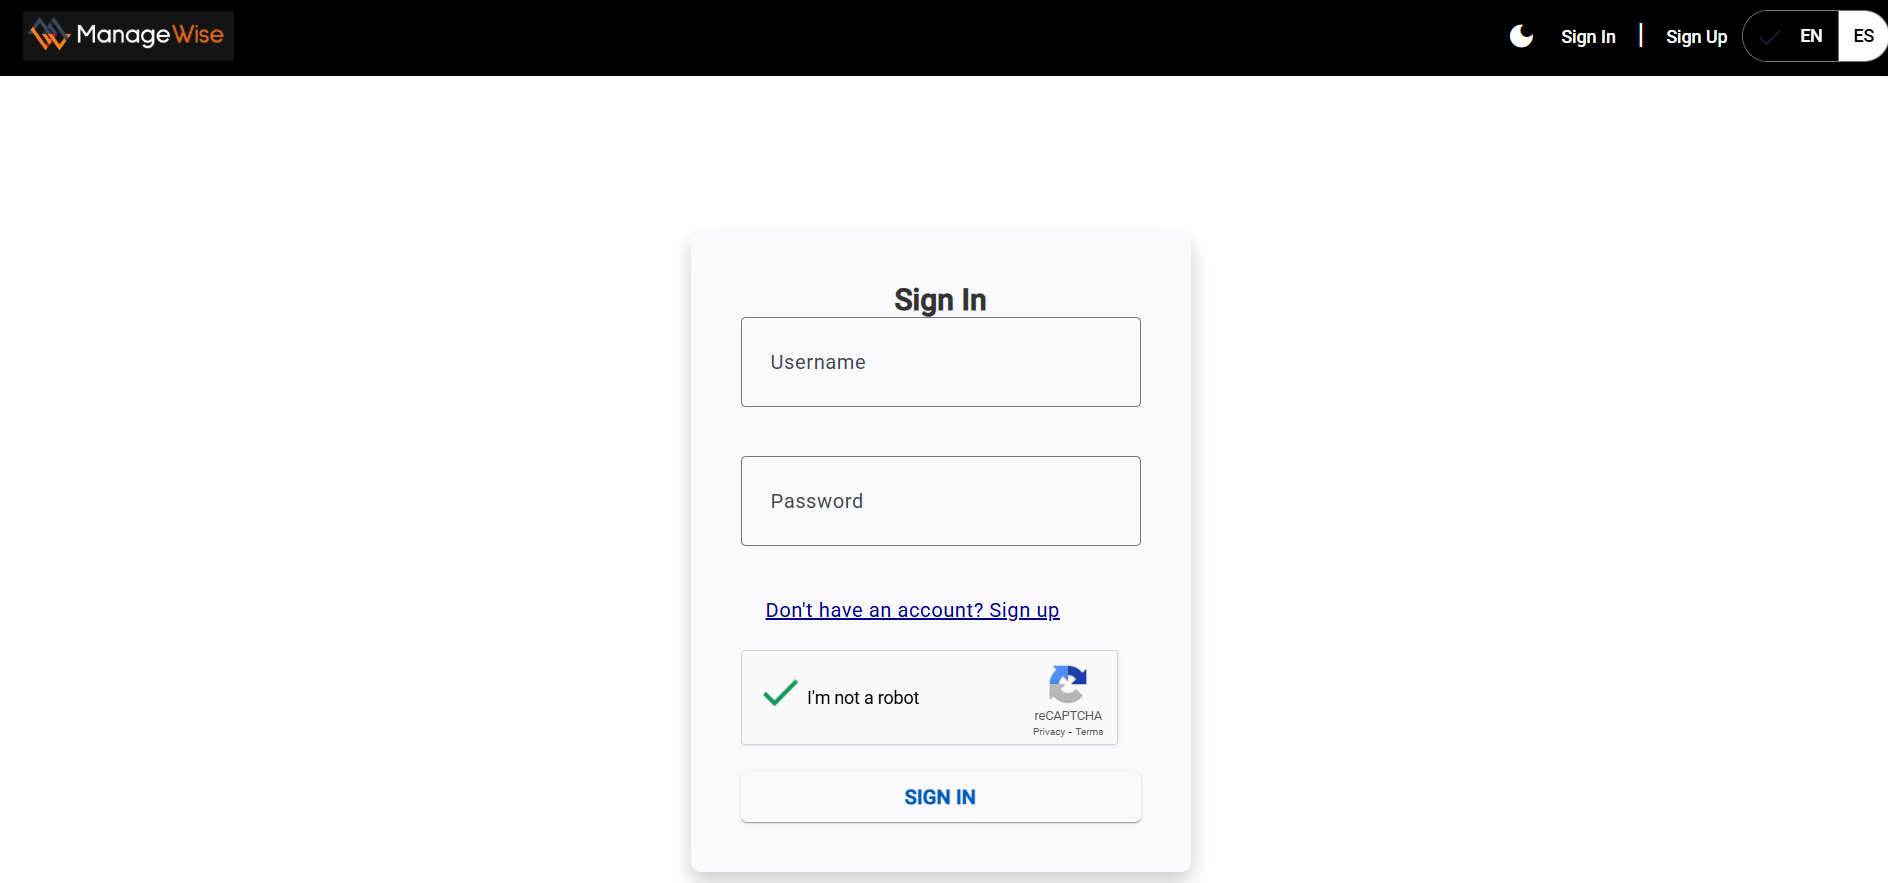 ManageWise
Sign In | Sign Up EN ES
Sign In
Username
Password
Don't have an account? Sign up
I'm not a robot
reCAPTCHA
Privacy - Terms
SIGN IN